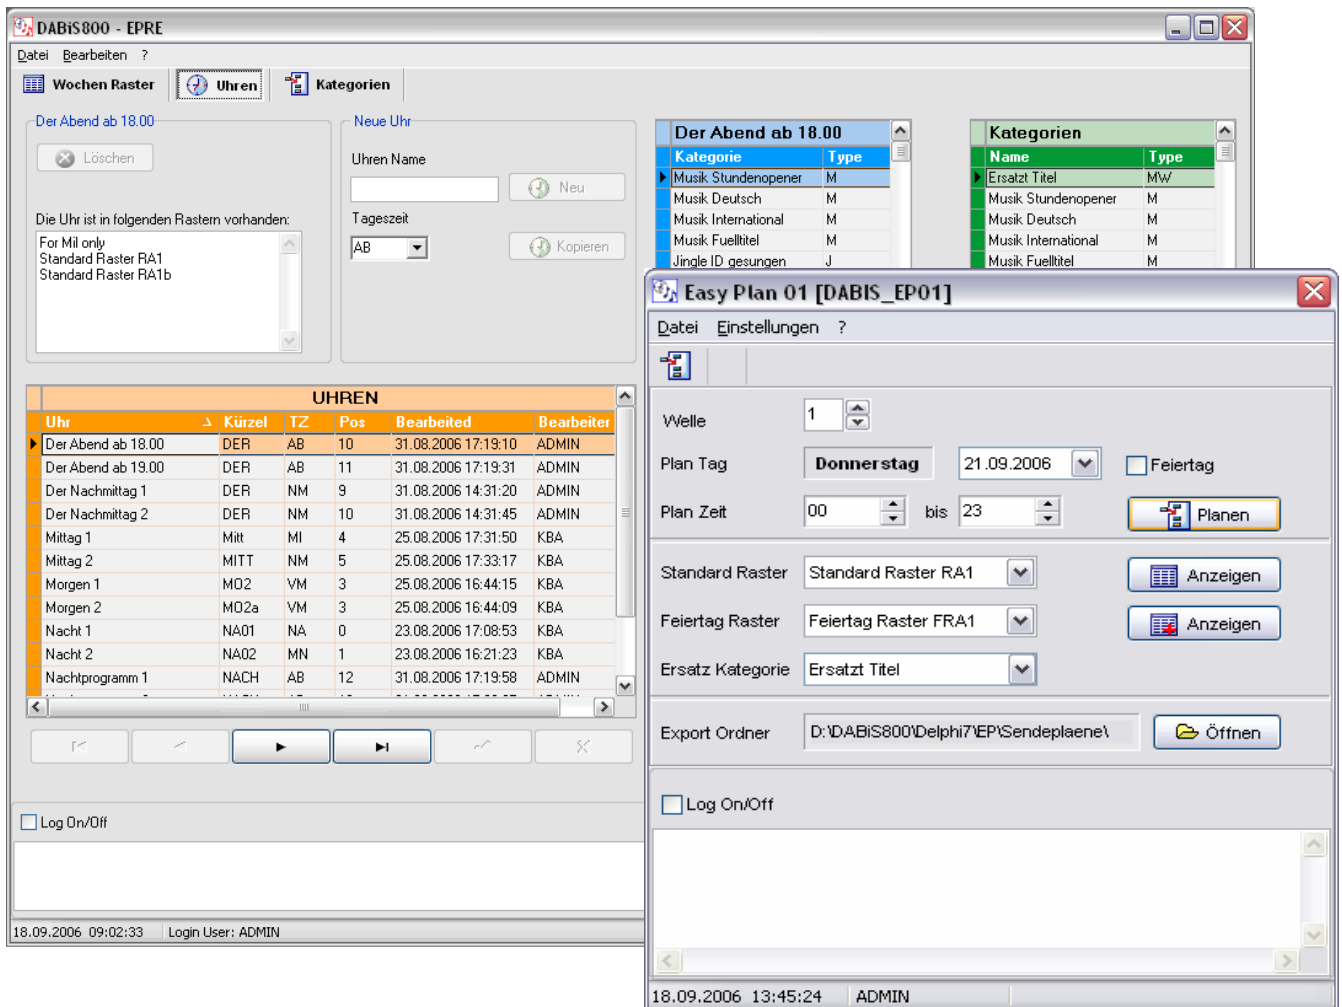 DABiS800 - EPRE
Datei Bearbeiten ?
Wochen Raster Uhren Kategorien
Der Abend ab 18.00
Löschen
Die Uhr ist in folgenden Rastern vorhanden:
For Mil only
Standard Raster RA1
Standard Raster RA1b
Neue Uhr
Uhren Name
Neu
Tageszeit
AB Kopieren
Der Abend ab 18.00
Kategorie Type
Musik Stundenopener M
Musik Deutsch M
Musik International M
Musik Fuelltitel M
Jingle ID gesungen J
Kategorien
Name Type
Ersatzt Titel MW
Musik Stundenopener M
Musik Deutsch M
Musik International M
Musik Fuelltitel M
UHREN
Uhr Kürzel TZ Pos Bearbeited Bearbeiter
Der Abend ab 18.00 DER AB 10 31.08.2006 17:19:10 ADMIN
Der Abend ab 19.00 DER AB 11 31.08.2006 17:19:31 ADMIN
Der Nachmittag 1 DER NM 9 31.08.2006 14:31:20 ADMIN
Der Nachmittag 2 DER NM 10 31.08.2006 14:31:45 ADMIN
Mittag 1 Mitt MI 4 25.08.2006 17:31:50 KBA
Mittag 2 MITT NM 5 25.08.2006 17:33:17 KBA
Morgen 1 MO2 VM 3 25.08.2006 16:44:15 KBA
Morgen 2 MO2a VM 3 25.08.2006 16:44:09 KBA
Nacht 1 NA01 NA 0 23.08.2006 17:08:53 KBA
Nacht 2 NA02 MN 1 23.08.2006 16:21:23 KBA
Nachtprogramm 1 NACH AB 12 31.08.2006 17:19:58 ADMIN
Log On/Off
18.09.2006 09:02:33 Login User: ADMIN
Easy Plan 01 [DABIS_EP01]
Datei Einstellungen ?
Welle 1
Plan Tag Donnerstag 21.09.2006 Feiertag
Plan Zeit 00 bis 23 Planen
Standard Raster Standard Raster RA1 Anzeigen
Feiertag Raster Feiertag Raster FRA1 Anzeigen
Ersatz Kategorie Ersatzt Titel
Export Ordner D:\DABiS800\Delphi7\EP\Sendeplaene\ Öffnen
Log On/Off
18.09.2006 13:45:24 ADMIN